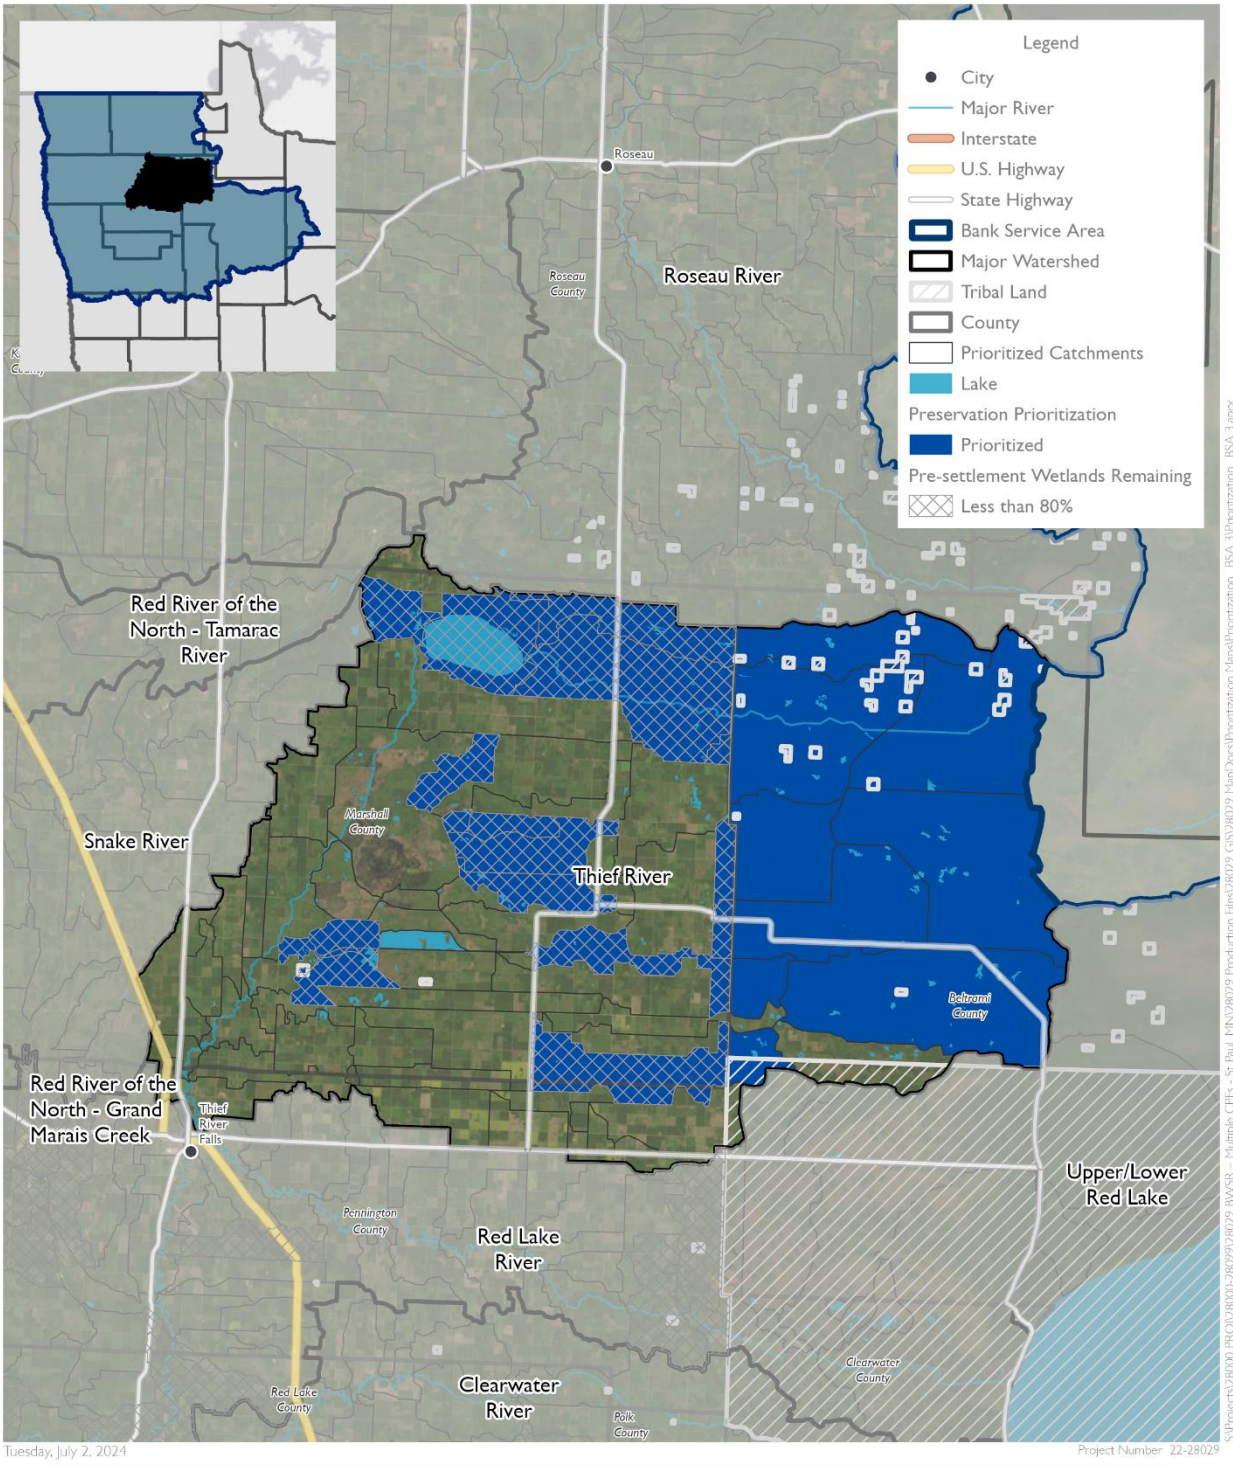 Legend
City
Major River
Interstate
U.S. Highway
State Highway
Bank Service Area
Major Watershed
Tribal Land
County
Prioritized Catchments
Lake
Preservation Prioritization
Prioritized
Pre-settlement Wetlands Remaining
Less than 80%
Roseau
Roseau
County
Roseau River
County
Red River of the
North - Tamarac
River
Marshall
County
Snake River
Thief River
Beltrami
County
Red River of the
North - Grand
Marais Creek
Thief
River
Falls
Upper/Lower
Red Lake
Pennington
County
Red Lake
River
Clearwater
County
Clearwater
River
Red Lake
County
Polk
County
Tuesday, July 2, 2024
Project Number 22-28029